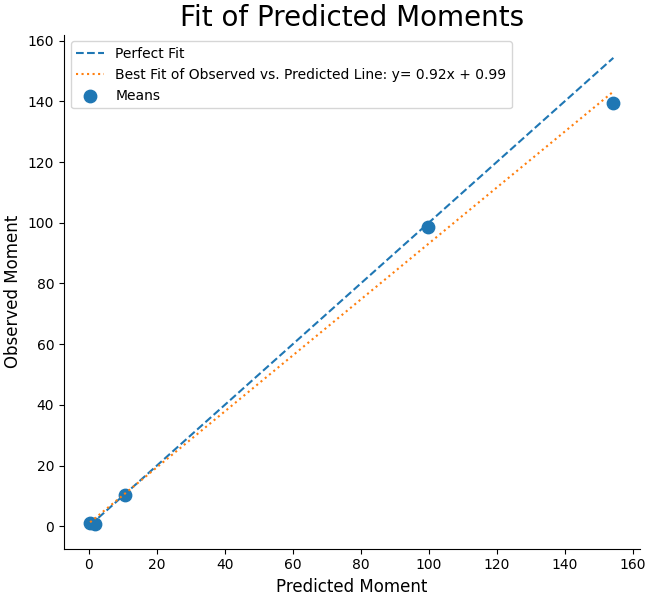 Fit of Predicted Moments
Perfect Fit
Best Fit of Observed vs. Predicted Line: y= 0.92x + 0.99
Means
160
140
120
100
80
60
40
20
0
Observed Moment
0 20 40 60 80 100 120 140 160
Predicted Moment